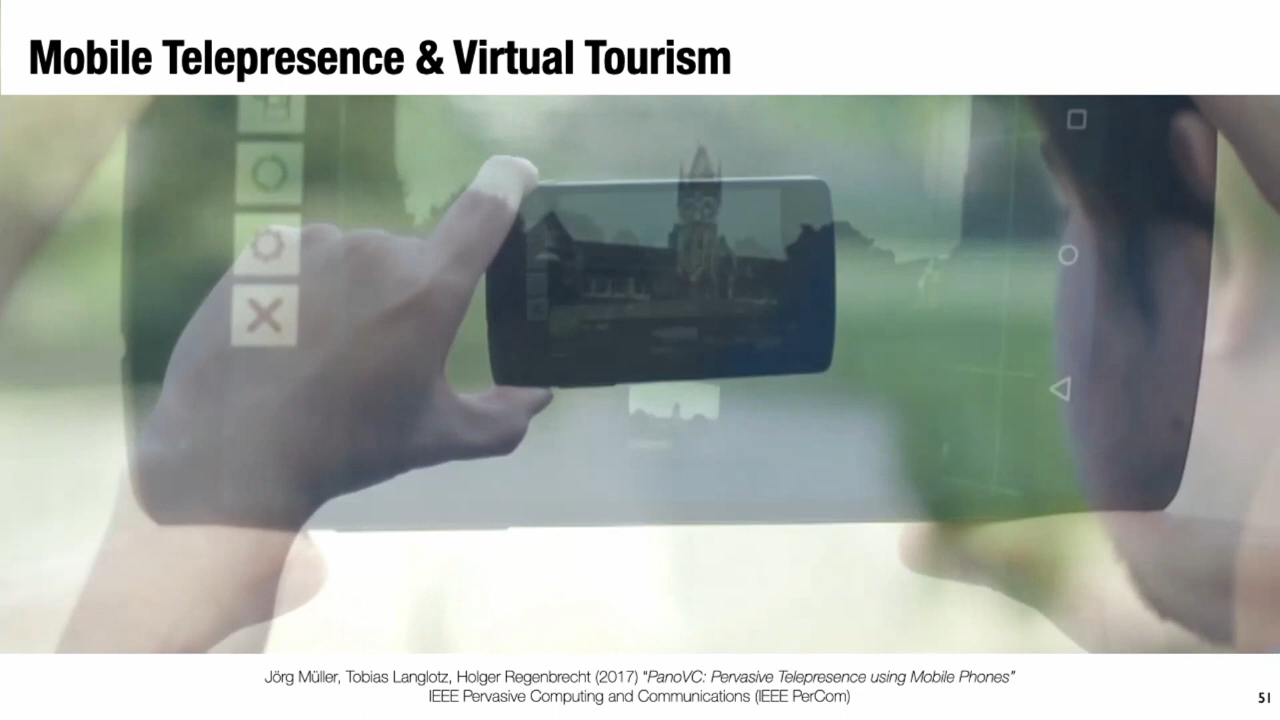 Mobile Telepresence & Virtual Tourism
Jörg Müller, Tobias Langlotz, Holger Regenbrecht (2017) "PanoVC: Pervasive Telepresence using Mobile Phones"
IEEE Pervasive Computing and Communications (IEEE PerCom)
51